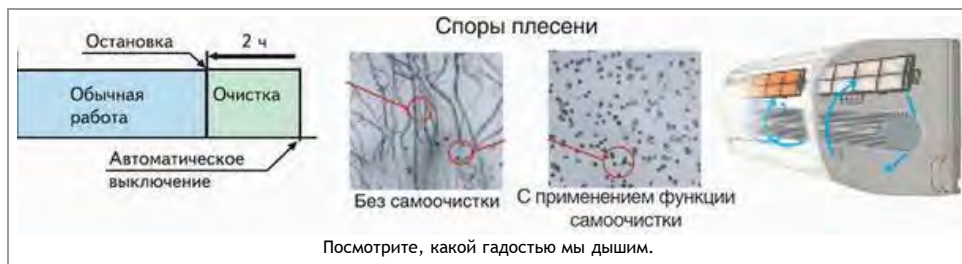 Споры плесени
Остановка
2 ч
Обычная
работа
Очистка
Автоматическое
выключение
Без самоочистки
С применением функции
самоочистки
Посмотрите, какой гадостью мы дышим.